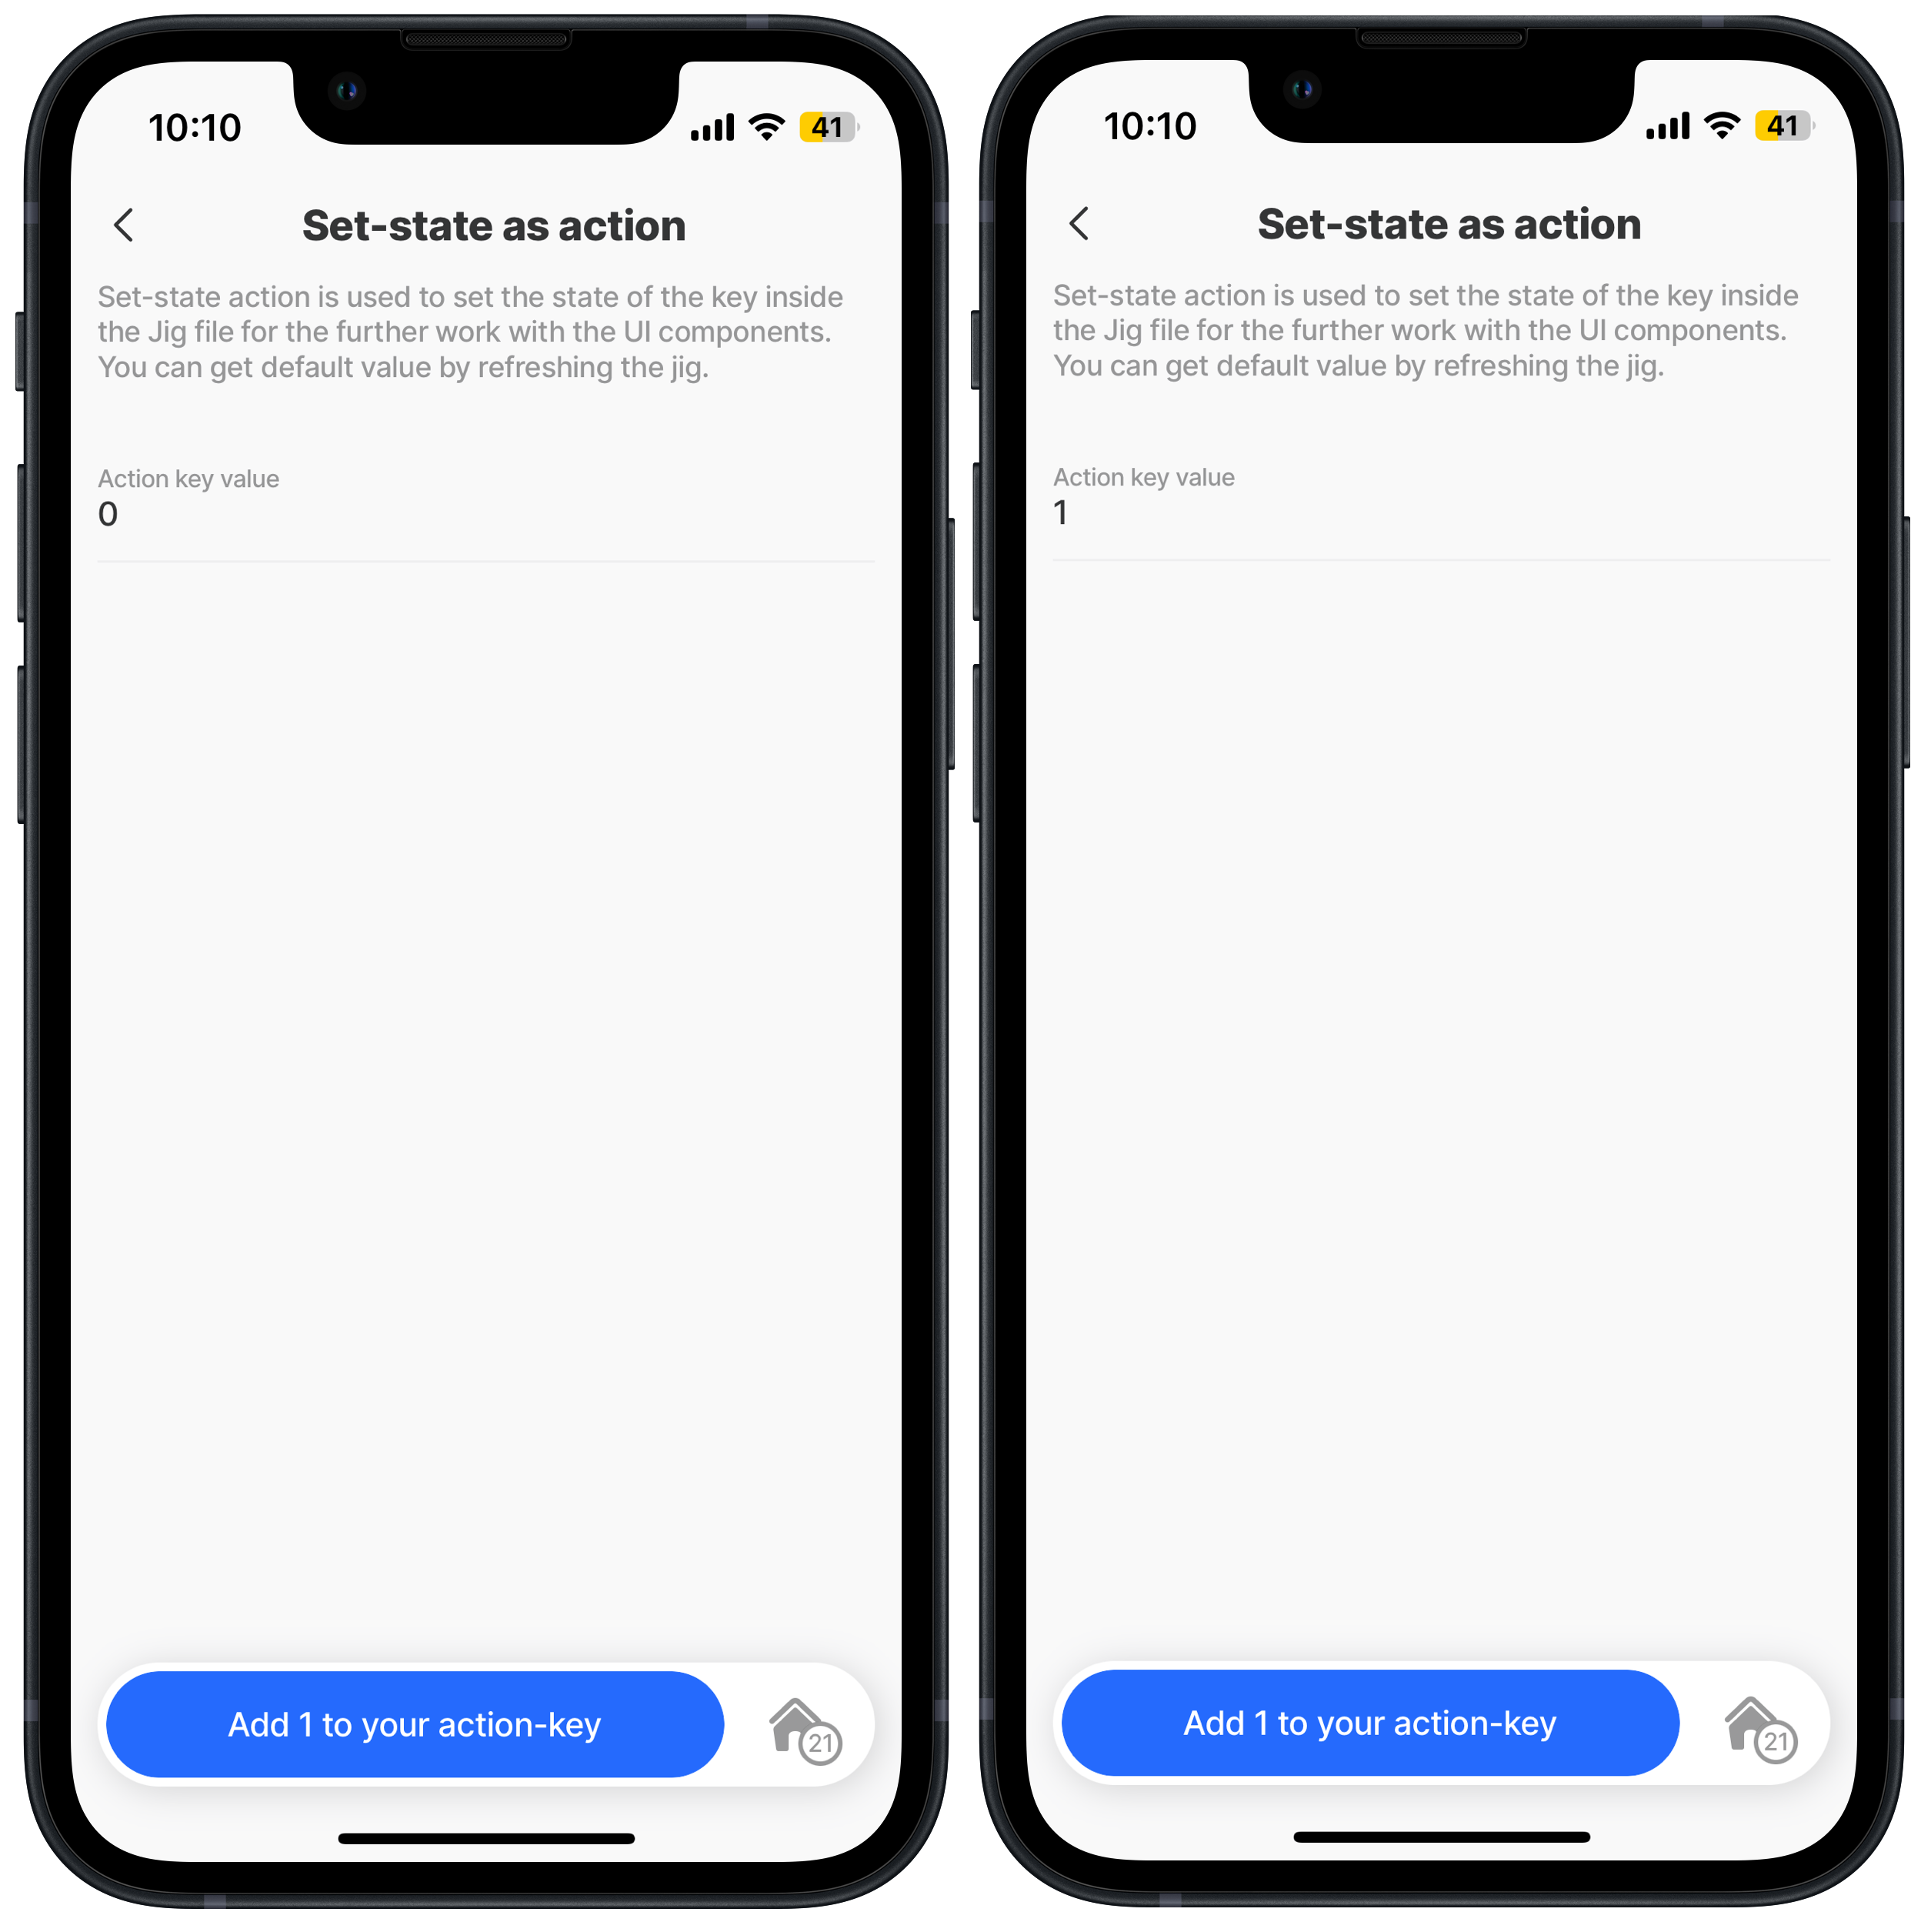 10:10
41
Set-state as action
Set-state action is used to set the state of the key inside
the Jig file for the further work with the UI components.
You can get default value by refreshing the jig.
Action key value
0
Add 1 to your action-key
21
10:10
41
Set-state as action
Set-state action is used to set the state of the key inside
the Jig file for the further work with the UI components.
You can get default value by refreshing the jig.
Action key value
1
Add 1 to your action-key
21